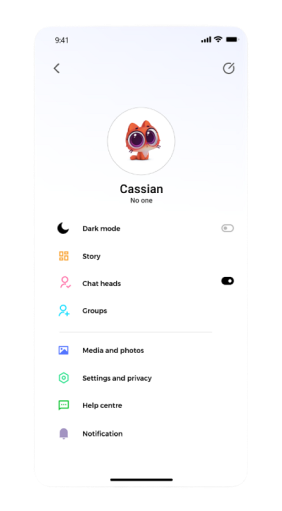 9:41
Cassian
No one
Dark mode
Story
Chat heads
Groups
Media and photos
Settings and privacy
Help centre
Notification